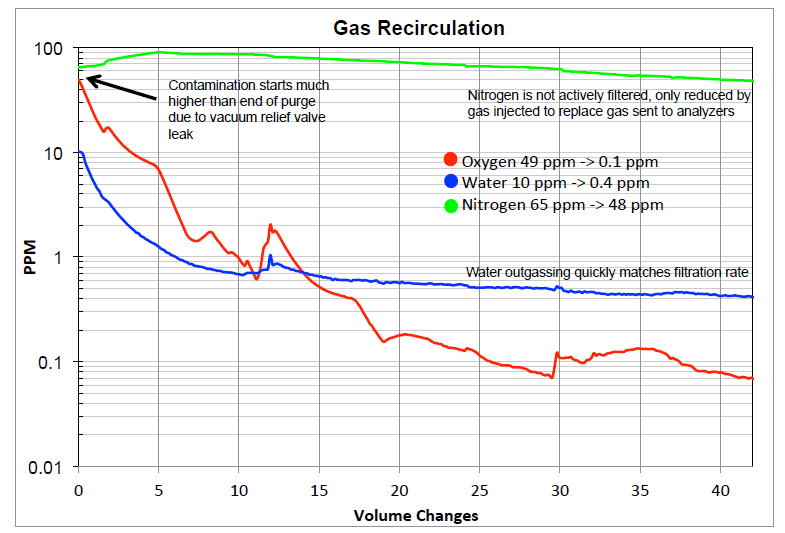 Gas Recirculation
100
10
1
0.1
0.01
PPM
Contamination starts much
higher than end of purge
due to vacuum relief valve
leak
Nitrogen is not actively filtered, only reduced by
gas injected to replace gas sent to analyzers
Oxygen 49 ppm -> 0.1 ppm
Water 10 ppm -> 0.4 ppm
Nitrogen 65 ppm -> 48 ppm
Water outgassing quickly matches filtration rate
0 5 10 15 20 25 30 35 40
Volume Changes